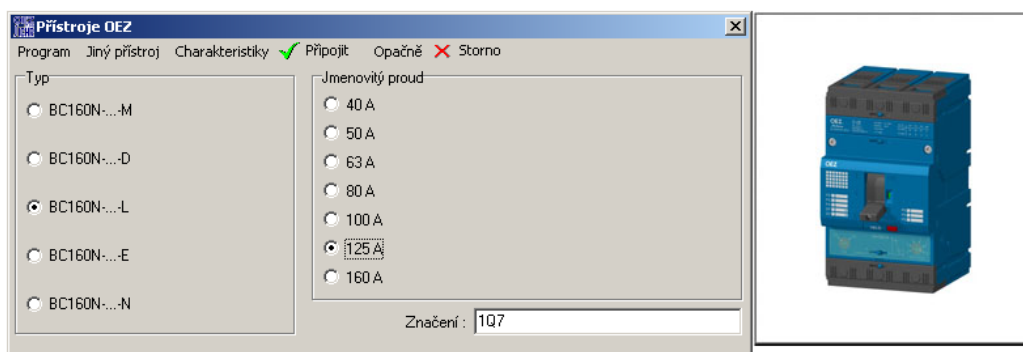 Přístroje OEZ
Program Jiný přístroj Charakteristiky Připojit Opačně Storno
Typ
BC160N-...-M
BC160N-...-D
BC160N-...-L
BC160N-...-E
BC160N-...-N
Jmenovitý proud
40 A
50 A
63 A
80 A
100 A
125 A
160 A
Značení : 1Q7
OEZ
OEZ